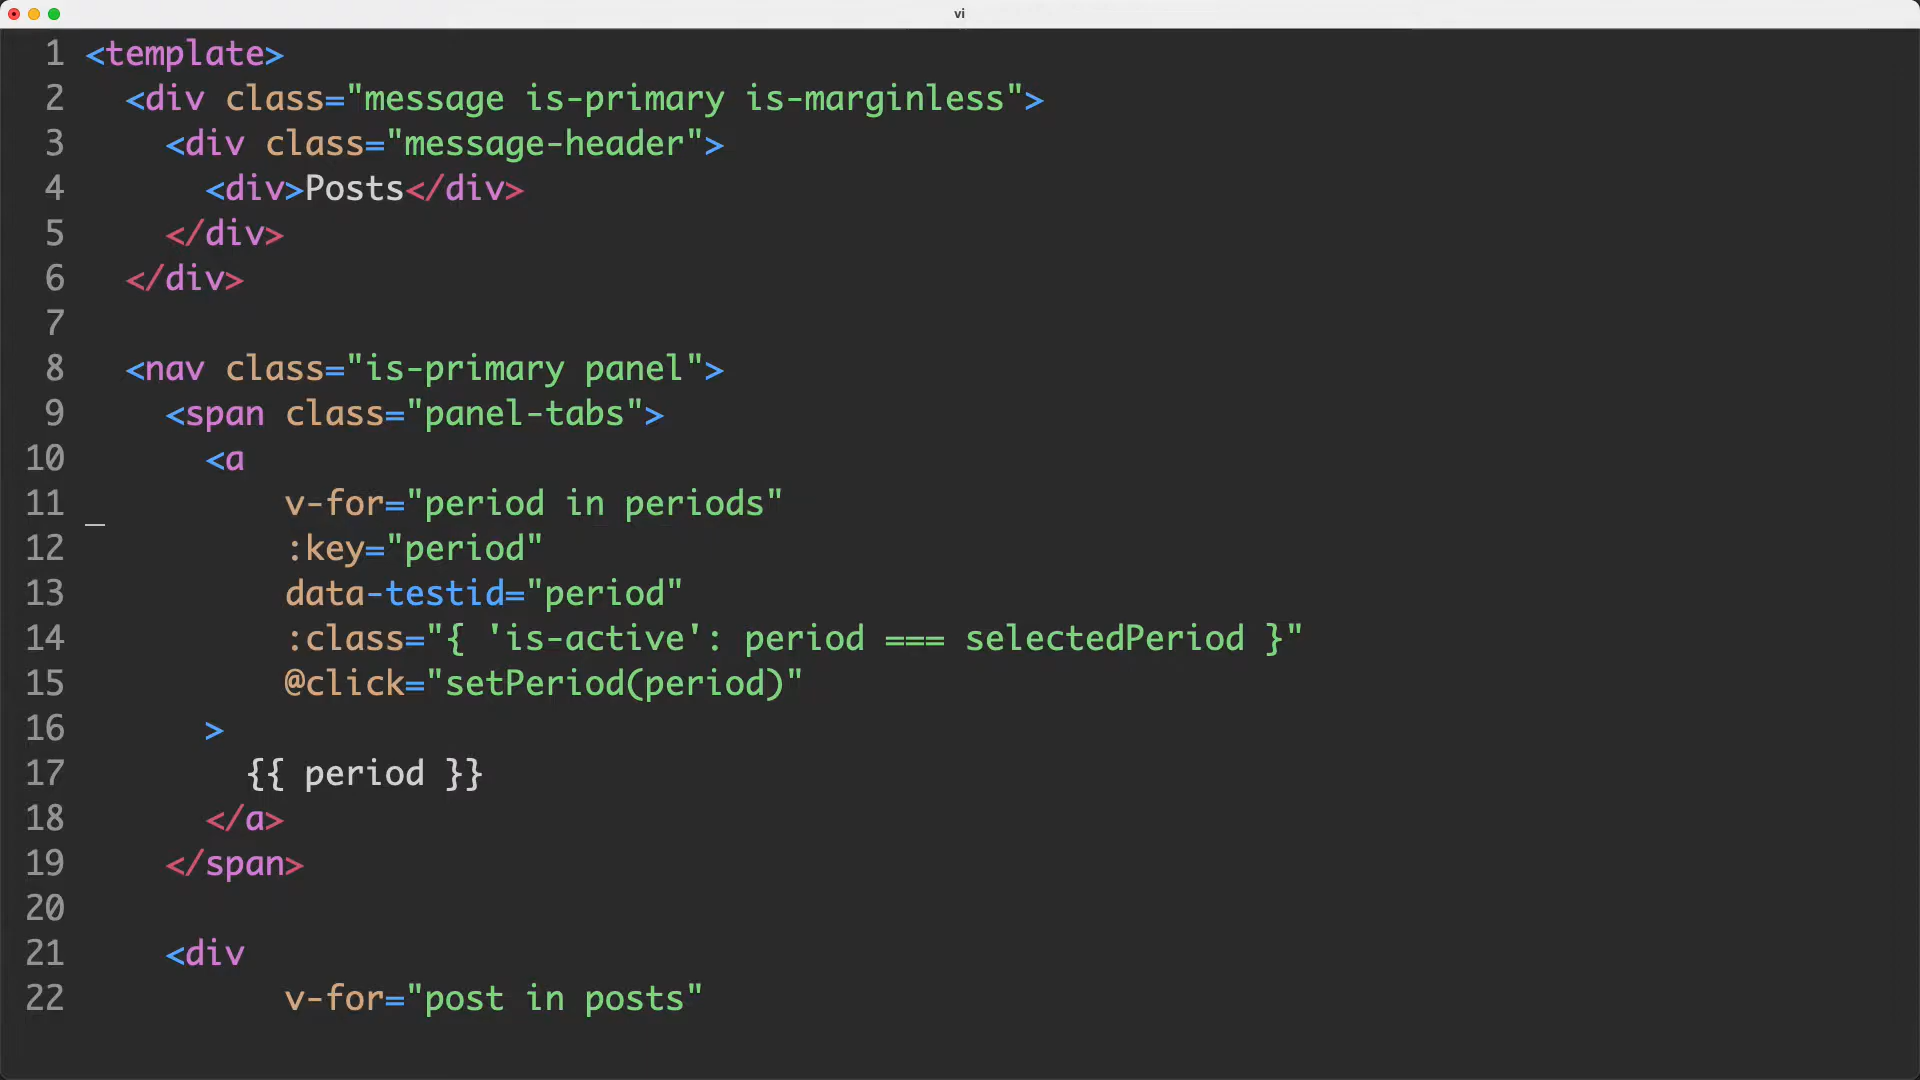 vi
1 <template>
2   <div class="message is-primary is-marginless">
3     <div class="message-header">
4       <div>Posts</div>
5     </div>
6   </div>
7
8   <nav class="is-primary panel">
9     <span class="panel-tabs">
10       <a
11           v-for="period in periods"
12           :key="period"
13           data-testid="period"
14           :class="{ 'is-active': period === selectedPeriod }"
15           @click="setPeriod(period)"
16       >
17         {{ period }}
18       </a>
19     </span>
20
21     <div
22           v-for="post in posts"